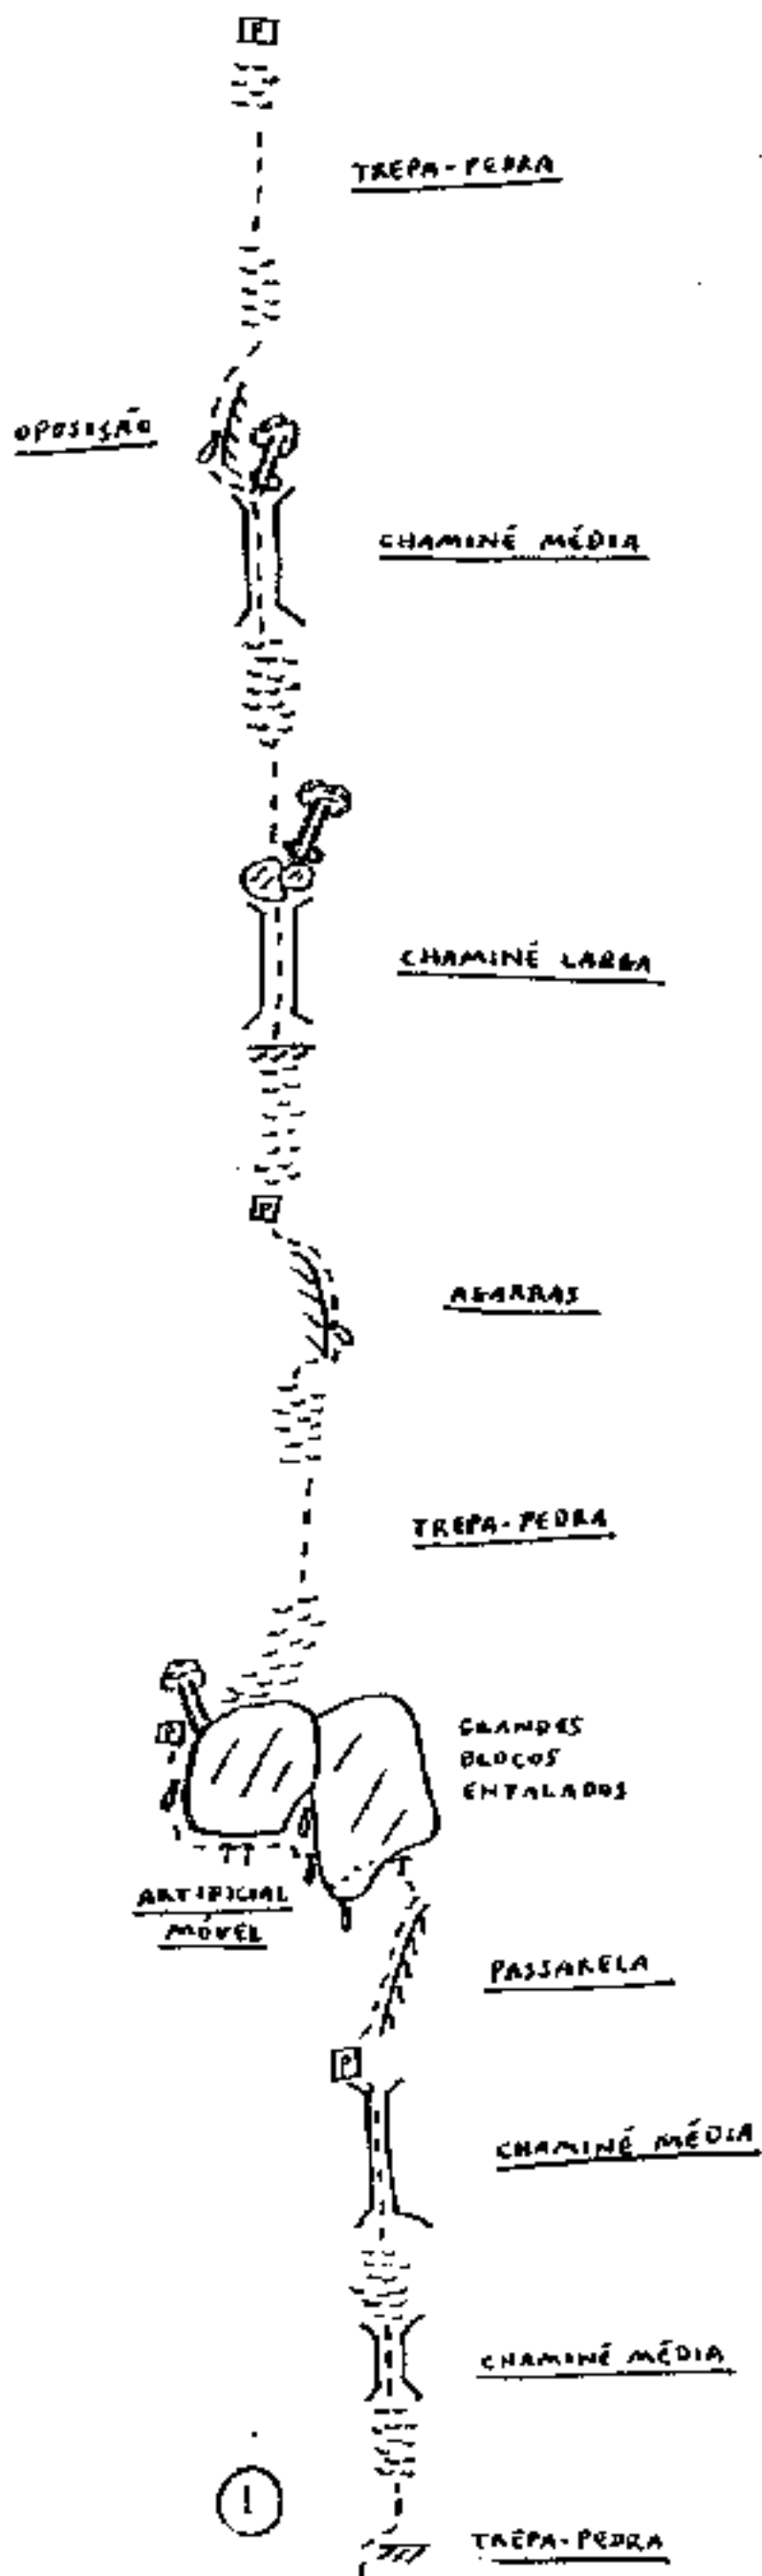 P
TREPA-PEDRA
OPOSIÇÃO
CHAMINÉ MÉDIA
CHAMINÉ LARGA
P
AGARRAS
TREPA-PEDRA
P
GRANDES
BLOCOS
ENTALADOS
ARTIFICIAL
MÓVEL
PASSARELA
P
CHAMINÉ MÉDIA
CHAMINÉ MÉDIA
1
TREPA-PEDRA